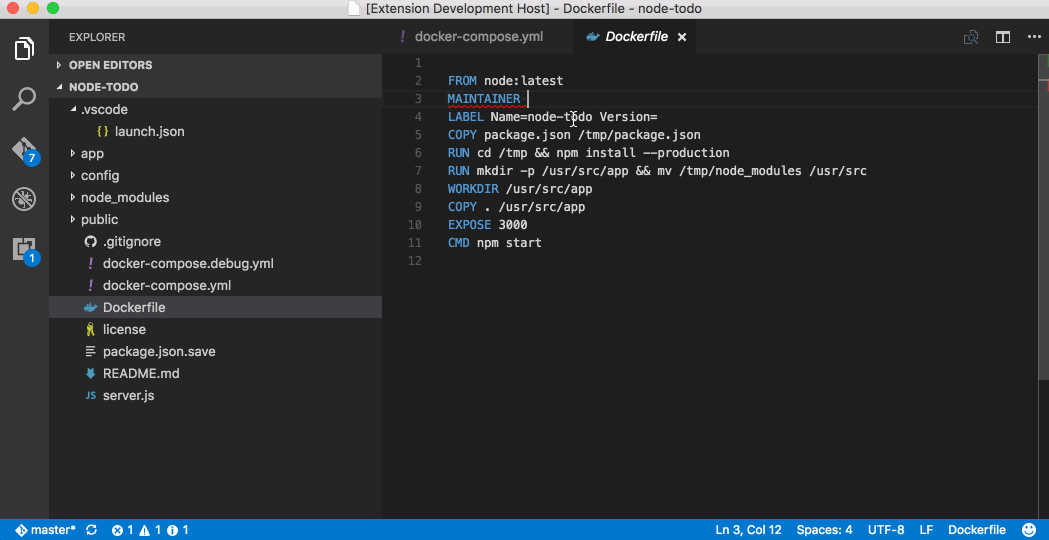 [Extension Development Host] - Dockerfile - node-todo
EXPLORER
OPEN EDITORS
NODE-TODO
.vscode
{} launch.json
app
config
node_modules
public
.gitignore
! docker-compose.debug.yml
! docker-compose.yml
Dockerfile
license
package.json.save
README.md
JS server.js
7
1
! docker-compose.yml
Dockerfile
1
2 FROM node:latest
3 MAINTAINER
4 LABEL Name=node-todo Version=
5 COPY package.json /tmp/package.json
6 RUN cd /tmp && npm install --production
7 RUN mkdir -p /usr/src/app && mv /tmp/node_modules /usr/src
8 WORKDIR /usr/src/app
9 COPY . /usr/src/app
10 EXPOSE 3000
11 CMD npm start
12
master* 1 1 1 Ln 3, Col 12 Spaces: 4 UTF-8 LF Dockerfile